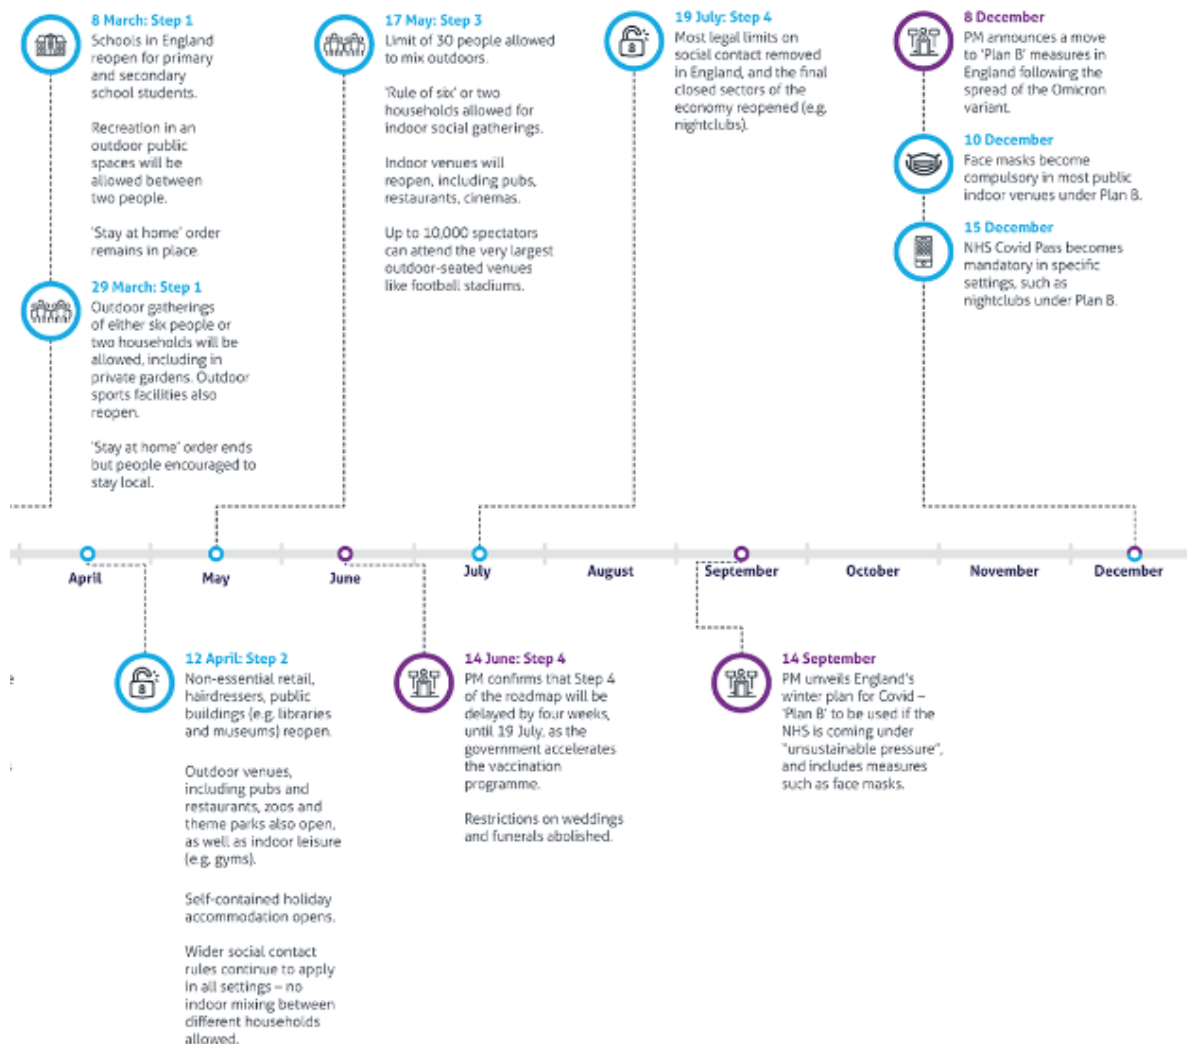 8 March: Step 1
Schools in England
reopen for primary
and secondary
school students.
Recreation in an
outdoor public
spaces will be
allowed between
two people.
'Stay at home' order
remains in place.
29 March: Step 1
Outdoor gatherings
of either six people or
two households will be
allowed, including in
private gardens. Outdoor
sports facilities also
reopen.
'Stay at home' order ends
but people encouraged to
stay local.
17 May: Step 3
Limit of 30 people allowed
to mix outdoors.
'Rule of six' or two
households allowed for
indoor social gatherings.
Indoor venues will
reopen, including pubs,
restaurants, cinemas.
Up to 10,000 spectators
can attend the very largest
outdoor-seated venues
like football stadiums.
19 July: Step 4
Most legal limits on
social contact removed
in England, and the final
closed sectors of the
economy reopened (e.g.
nightclubs).
8 December
PM announces a move
to 'Plan B' measures in
England following the
spread of the Omicron
variant.
10 December
Face masks become
compulsory in most public
indoor venues under Plan B.
15 December
NHS Covid Pass becomes
mandatory in specific
settings, such as
nightclubs under Plan B.
April
May
June
July
August
September
October
November
December
12 April: Step 2
Non-essential retail,
hairdressers, public
buildings (e.g. libraries
and museums) reopen.
Outdoor venues,
including pubs and
restaurants, zoos and
theme parks also open,
as well as indoor leisure
(e.g. gyms).
Self-contained holiday
accommodation opens.
Wider social contact
rules continue to apply
in all settings – no
indoor mixing between
different households
allowed.
14 June: Step 4
PM confirms that Step 4
of the roadmap will be
delayed by four weeks,
until 19 July, as the
government accelerates
the vaccination
programme.
Restrictions on weddings
and funerals abolished.
14 September
PM unveils England's
winter plan for Covid –
'Plan B' to be used if the
NHS is coming under
"unsustainable pressure",
and includes measures
such as face masks.